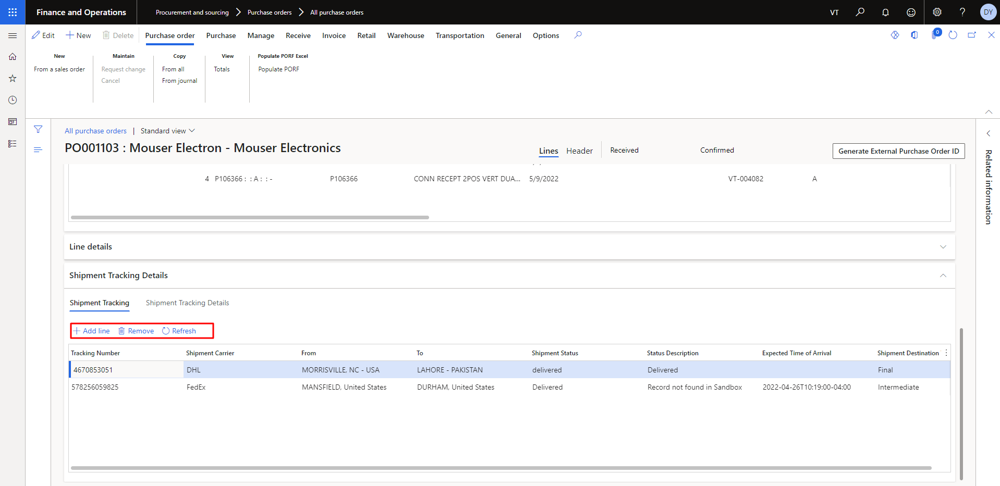 Finance and Operations
Procurement and sourcing
Purchase orders
All purchase orders
VT
DY
Edit
New
Delete
Purchase order
Purchase
Manage
Receive
Invoice
Retail
Warehouse
Transportation
General
Options
0
New
From a sales order
Maintain
Request change
Cancel
Copy
From all
From journal
View
Totals
Populate PORF Excel
Populate PORF
All purchase orders | Standard view
PO001103 : Mouser Electron - Mouser Electronics
Lines
Header
Received
Confirmed
Generate External Purchase Order ID
Related information
4 P106366 : : A : : - P106366 CONN RECEPT 2POS VERT DUA... 5/9/2022 VT-004082 A
Line details
Shipment Tracking Details
Shipment Tracking
Shipment Tracking Details
Add line
Remove
Refresh
Tracking Number Shipment Carrier From To Shipment Status Status Description Expected Time of Arrival Shipment Destination
4670853051 DHL MORRISVILLE, NC - USA LAHORE - PAKISTAN delivered Delivered Final
578256059825 FedEx MANSFIELD, United States DURHAM, United States Delivered Record not found in Sandbox 2022-04-26T10:19:00-04:00 Intermediate